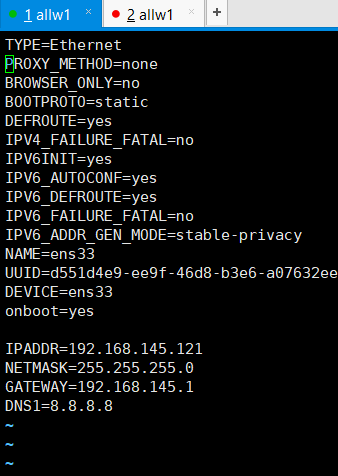 1 allw1
2 allw1
+
TYPE=Ethernet
PROXY_METHOD=none
BROWSER_ONLY=no
BOOTPROTO=static
DEFROUTE=yes
IPV4_FAILURE_FATAL=no
IPV6INIT=yes
IPV6_AUTOCONF=yes
IPV6_DEFROUTE=yes
IPV6_FAILURE_FATAL=no
IPV6_ADDR_GEN_MODE=stable-privacy
NAME=ens33
UUID=d551d4e9-ee9f-46d8-b3e6-a07632ee
DEVICE=ens33
onboot=yes

IPADDR=192.168.145.121
NETMASK=255.255.255.0
GATEWAY=192.168.145.1
DNS1=8.8.8.8
~
~
~